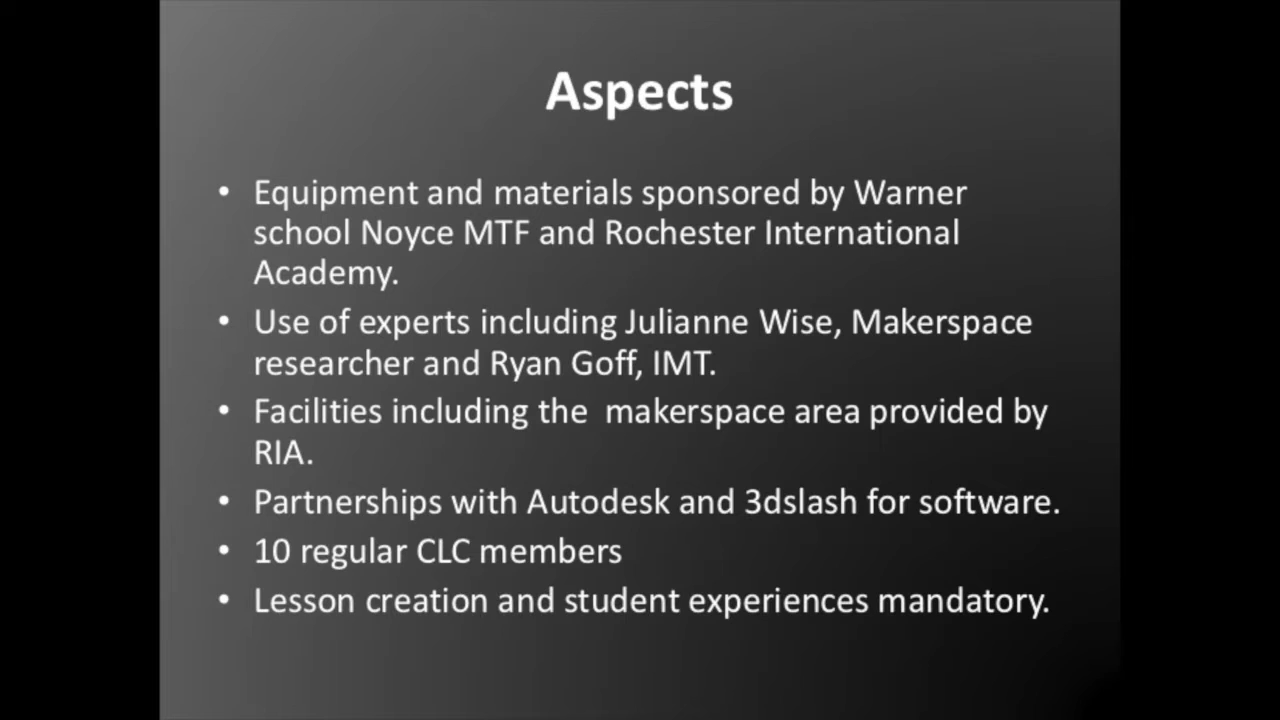 Aspects
• Equipment and materials sponsored by Warner
school Noyce MTF and Rochester International
Academy.
• Use of experts including Julianne Wise, Makerspace
researcher and Ryan Goff, IMT.
• Facilities including the  makerspace area provided by
RIA.
• Partnerships with Autodesk and 3dslash for software.
• 10 regular CLC members
• Lesson creation and student experiences mandatory.